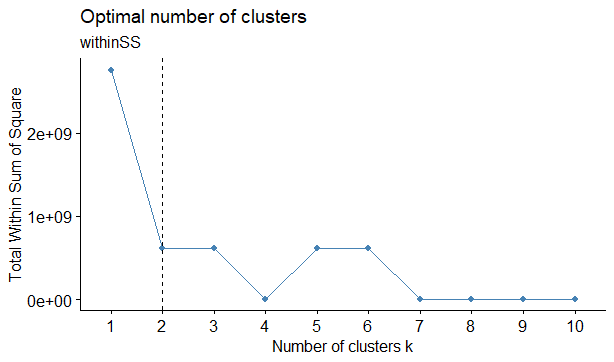 Optimal number of clusters
withinSS
Total Within Sum of Square
2e+09
1e+09
0e+00
1 2 3 4 5 6 7 8 9 10
Number of clusters k